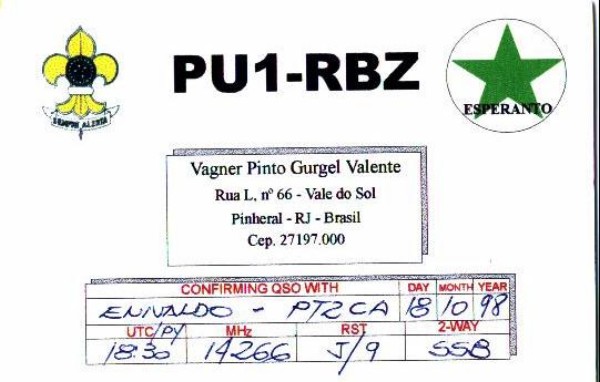 PU1-RBZ
SEMPRE ALERTA
ESPERANTO
Vagner Pinto Gurgel Valente
Rua L, nº 66 - Vale do Sol
Pinheral - RJ - Brasil
Cep. 27197.000
CONFIRMING QSO WITH DAY MONTH YEAR
ENIVALDO - PT2CA 18 10 98
UTC/PY MHz RST 2-WAY
18:30 14266 5/9 SSB